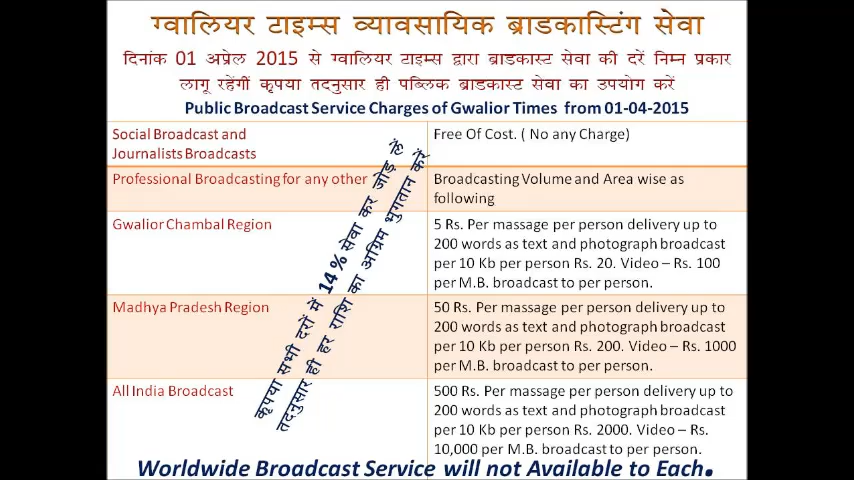 ग्वालियर टाइम्स व्यावसायिक ब्राडकास्टिंग सेवा
दिनांक 01 अप्रेल 2015 से ग्वालियर टाइम्स द्वारा ब्राडकास्ट सेवा की दरें निम्न प्रकार
लागू रहेंगीं कृपया तदनुसार ही पब्लिक ब्राडकास्ट सेवा का उपयोग करें
Public Broadcast Service Charges of Gwalior Times from 01-04-2015
Social Broadcast and
Journalists Broadcasts
Free Of Cost. ( No any Charge)
Professional Broadcasting for any other
Broadcasting Volume and Area wise as
following
Gwalior Chambal Region
5 Rs. Per massage per person delivery up to
200 words as text and photograph broadcast
per 10 Kb per person Rs. 20. Video – Rs. 100
per M.B. broadcast to per person.
Madhya Pradesh Region
50 Rs. Per massage per person delivery up to
200 words as text and photograph broadcast
per 10 Kb per person Rs. 200. Video – Rs. 1000
per M.B. broadcast to per person.
All India Broadcast
500 Rs. Per massage per person delivery up to
200 words as text and photograph broadcast
per 10 Kb per person Rs. 2000. Video – Rs.
10,000 per M.B. broadcast to per person.
कृपया सभी दरों में 14% सेवा कर जोड़ लें
तदनुसार ही हर राशि का अग्रिम भुगतान करें
Worldwide Broadcast Service will not Available to Each.